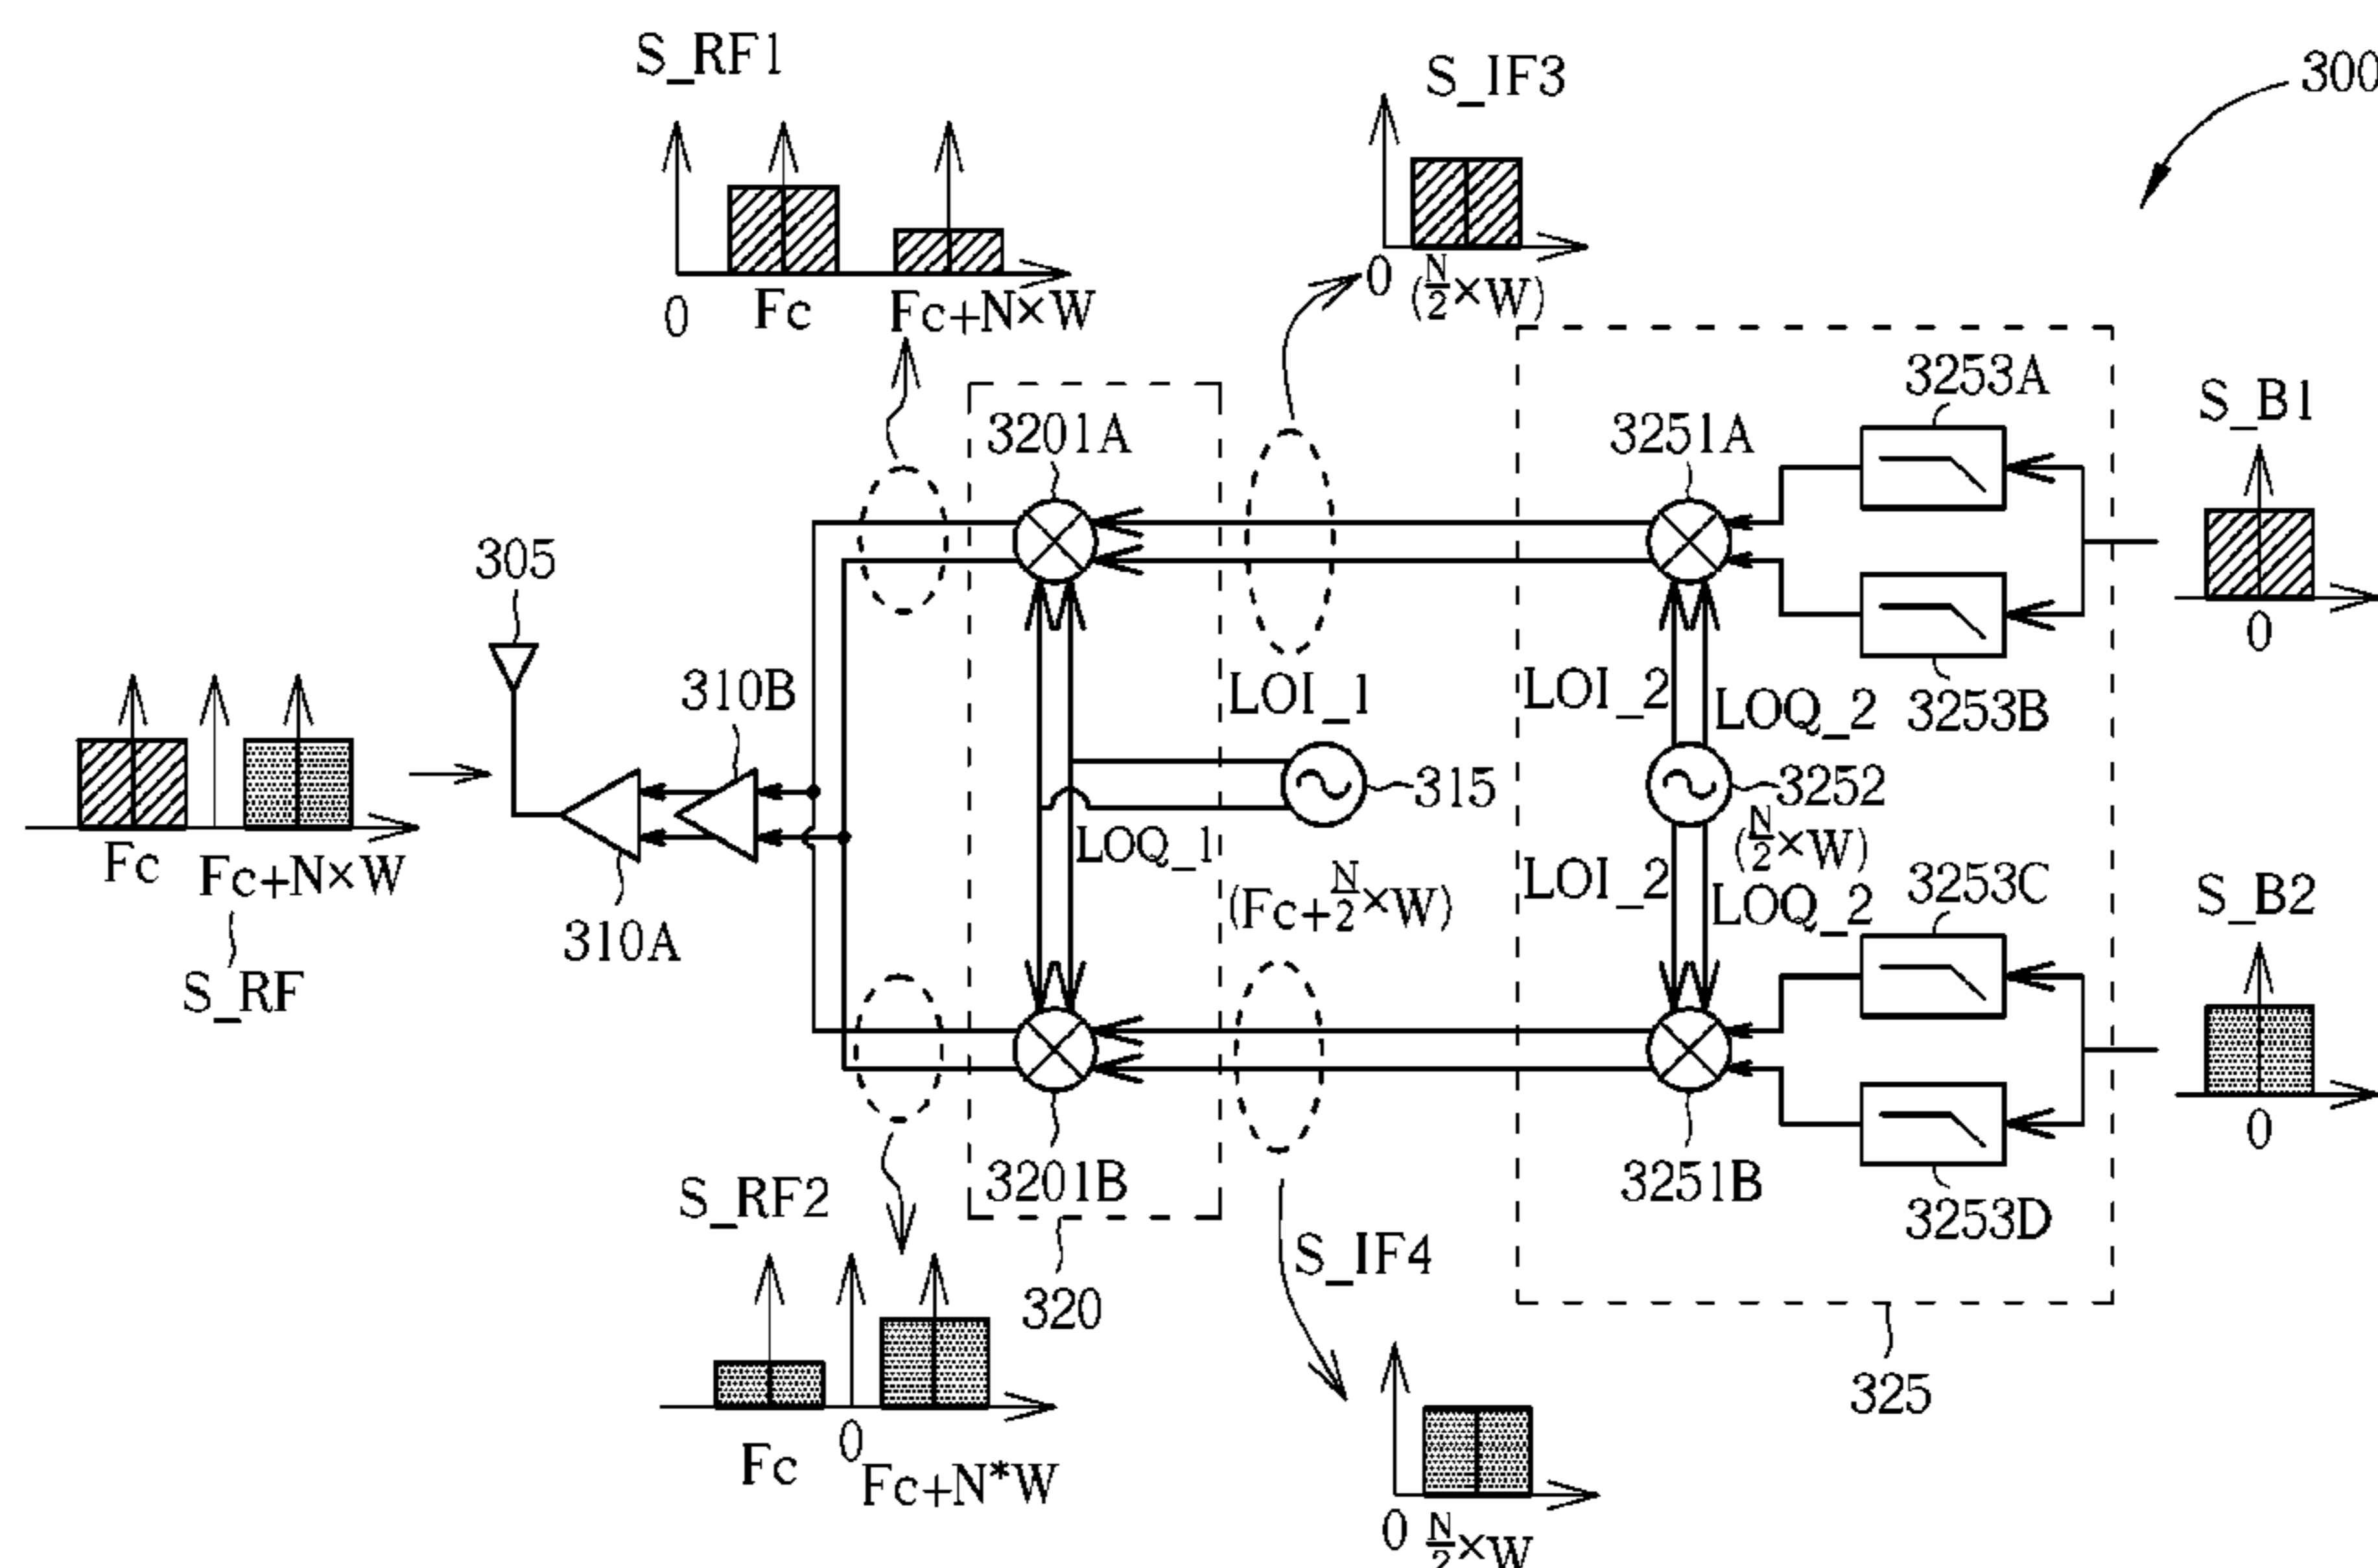 S_RF1
S_IF3
300
0
Fc
Fc+N×W
0
(N/2×W)
3253A
S_B1
3201A
3251A
305
310B
LOI_1
LOI_2
LOQ_2
3253B
0
315
3252
(N/2×W)
LOQ_1
(Fc+N/2×W)
LOI_2
LOQ_2
3253C
S_B2
Fc
Fc+N×W
310A
S_RF
3201B
3251B
3253D
0
S_RF2
S_IF4
320
325
Fc
0
Fc+N*W
0
N/2×W